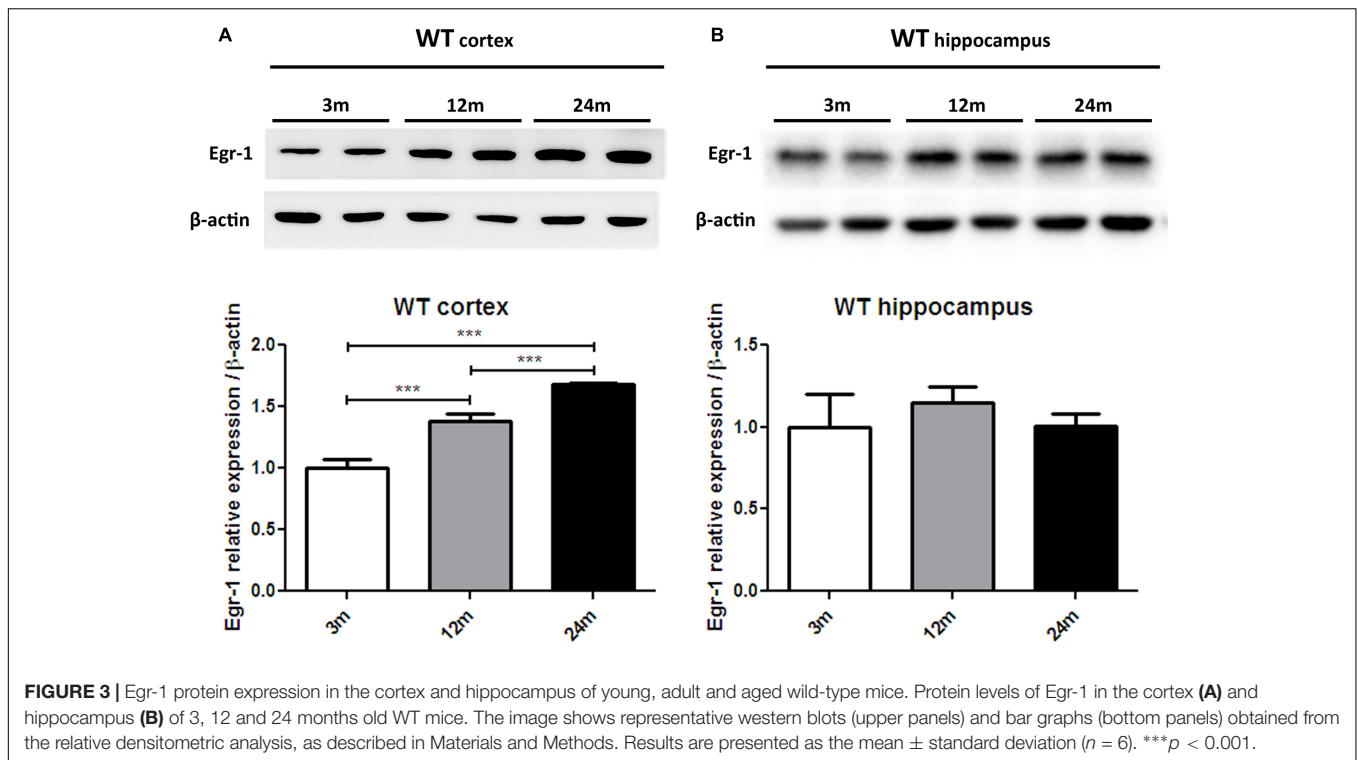 A
WT cortex
3m 12m 24m
Egr-1
β-actin
B
WT hippocampus
3m 12m 24m
Egr-1
β-actin
WT cortex
Egr-1 relative expression / β-actin
2.0
1.5
1.0
0.5
0.0
***
***
***
3m
12m
24m
WT hippocampus
Egr-1 relative expression / β-actin
1.5
1.0
0.5
0.0
3m
12m
24m
FIGURE 3 | Egr-1 protein expression in the cortex and hippocampus of young, adult and aged wild-type mice. Protein levels of Egr-1 in the cortex (A) and
hippocampus (B) of 3, 12 and 24 months old WT mice. The image shows representative western blots (upper panels) and bar graphs (bottom panels) obtained from
the relative densitometric analysis, as described in Materials and Methods. Results are presented as the mean ± standard deviation (n = 6). ***p < 0.001.